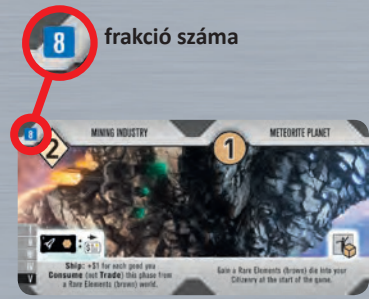 8
frakció száma
8
MINING INDUSTRY
METEORITE PLANET
2
1
V
Ship: +$1 for each good you
Consume (not Trade) this phase from
a Rare Elements (brown) world.
Gain a Rare Elements (brown) die into your
Citizenry at the start of the game.